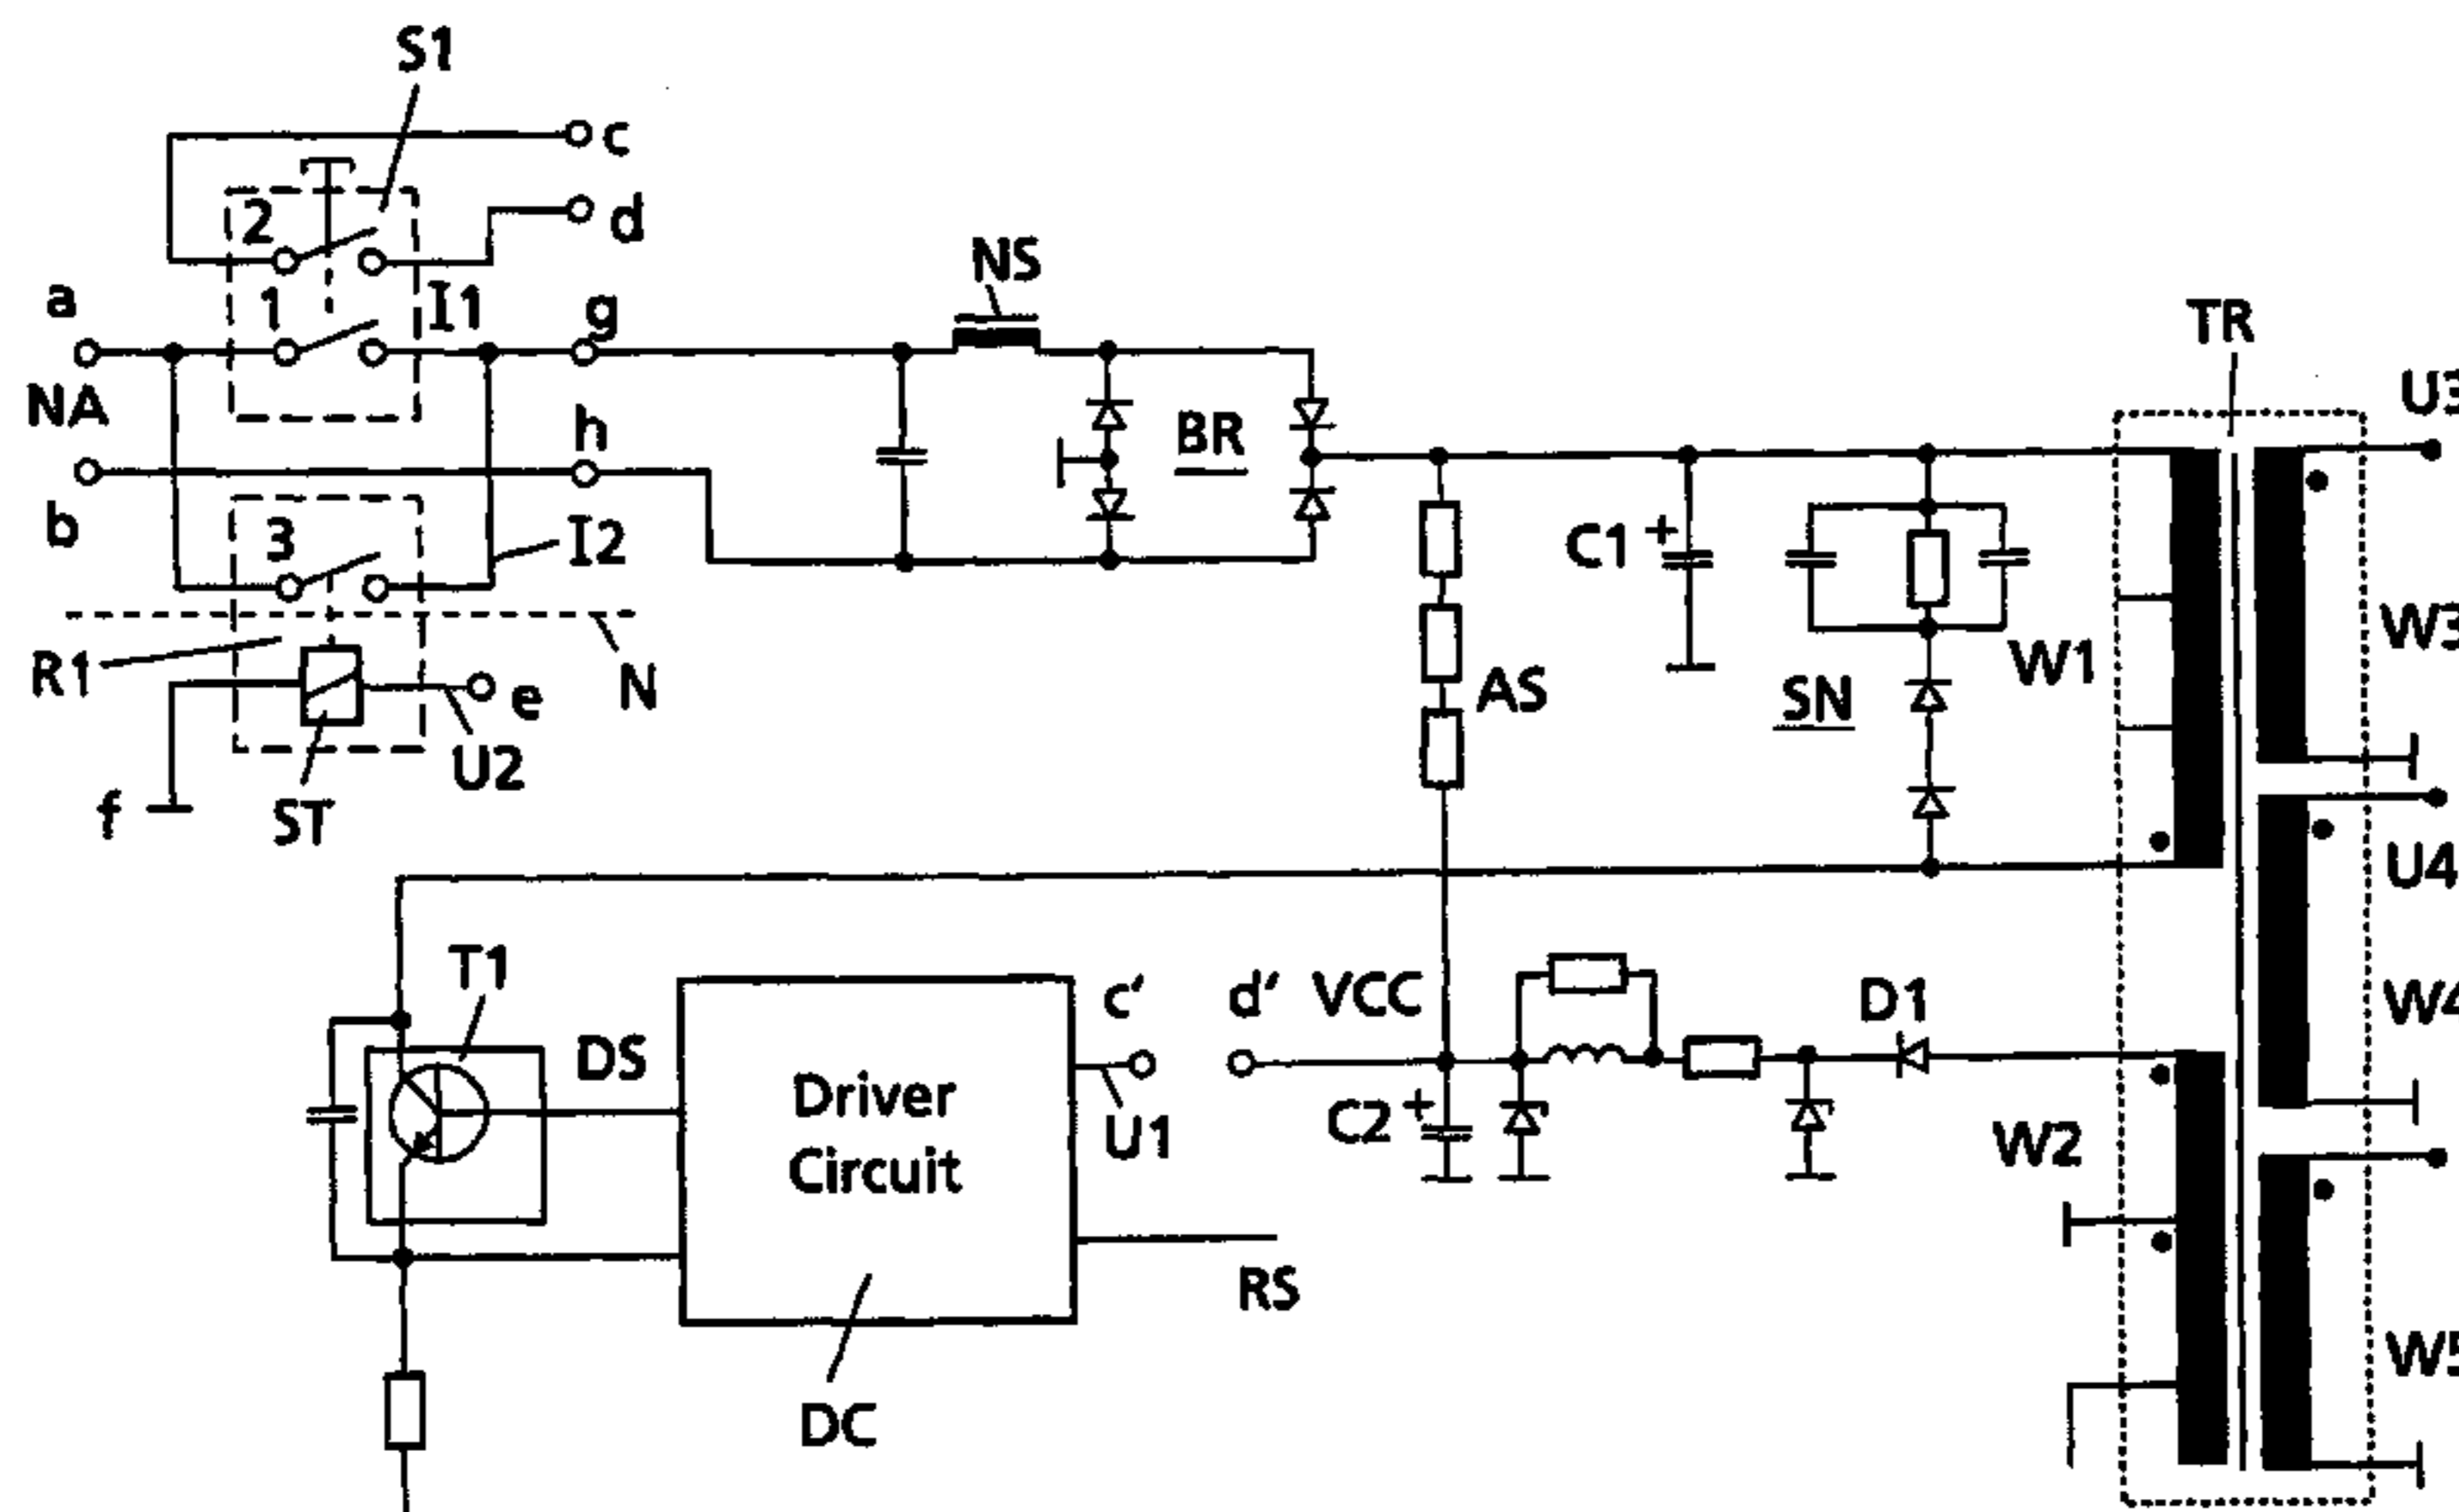 S1
c
2
d
a
1
I1
g
NS
TR
NA
h
BR
U3
b
3
I2
C1 +
W3
R1
N
W1
e
AS
SN
U2
f
ST
U4
T1
c'
d'
VCC
D1
W4
DS
Driver
Circuit
U1
C2 +
W2
RS
W5
DC